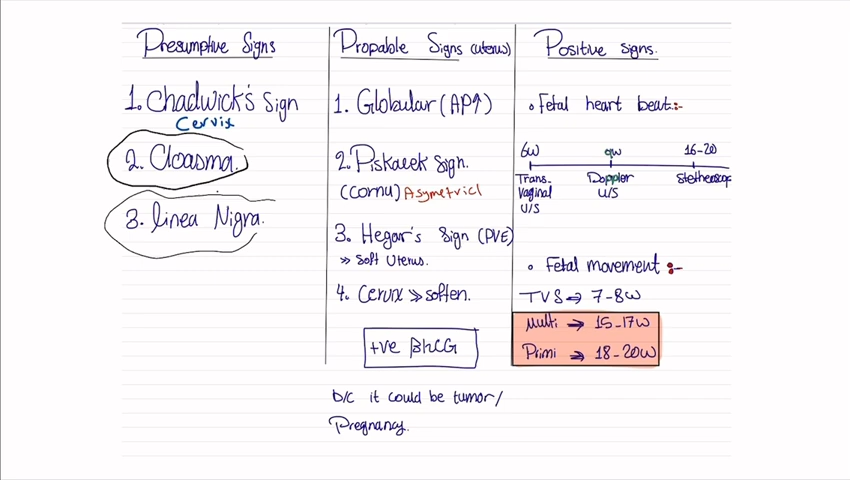 Presumptive Signs
1. Chadwick's Sign
Cervix
2. Cloasma.
3. linea Nigra.
Propable Signs (uterus)
1. Globular (AP↑)
2. Piskacek Sign.
(Cornu) Asymetricl
3. Hegar's Sign (PVE)
>> Soft Uterus.
4. Cervix >> soften.
+ve BhCG
b/c it could be tumor/
Pregnancy.
Positive signs.
• Fetal heart beat:-
6w 9w 16-20
Trans. Doppler Stethenscop
Vaginal U/S
U/S
• Fetal movement :-
TVS ⇒ 7-8w
Multi → 15-17w
Primi → 18-20w